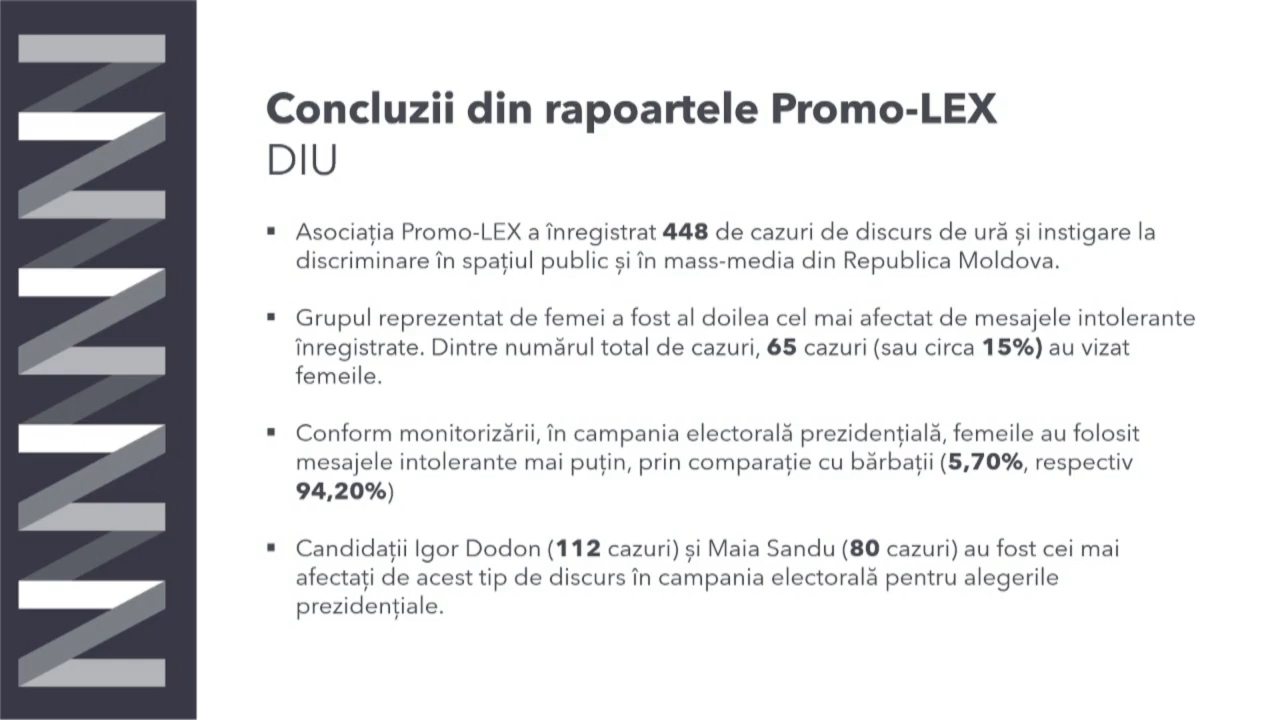 Concluzii din rapoartele Promo-LEX
DIU
▪ Asociația Promo-LEX a înregistrat 448 de cazuri de discurs de ură și instigare la
discriminare în spațiul public și în mass-media din Republica Moldova.
▪ Grupul reprezentat de femei a fost al doilea cel mai afectat de mesajele intolerante
înregistrate. Dintre numărul total de cazuri, 65 cazuri (sau circa 15%) au vizat
femeile.
▪ Conform monitorizării, în campania electorală prezidențială, femeile au folosit
mesajele intolerante mai puțin, prin comparație cu bărbații (5,70%, respectiv
94,20%)
▪ Candidații Igor Dodon (112 cazuri) și Maia Sandu (80 cazuri) au fost cei mai
afectați de acest tip de discurs în campania electorală pentru alegerile
prezidențiale.